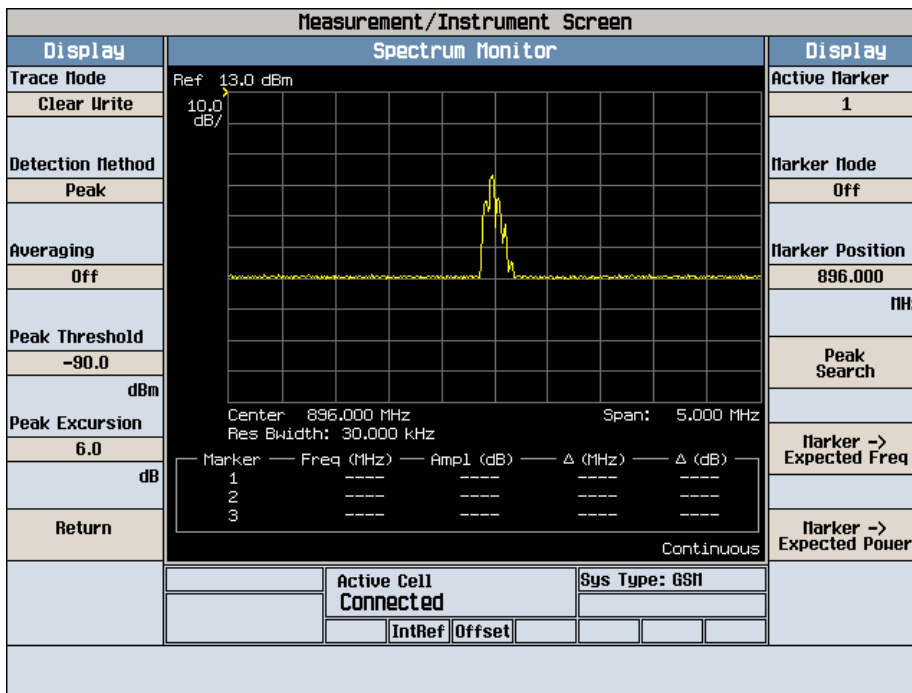 Measurement/Instrument Screen
Display
Spectrum Monitor
Display
Trace Mode
Clear Write
Detection Method
Peak
Averaging
Off
Peak Threshold
-90.0
dBm
Peak Excursion
6.0
dB
Return
Ref 13.0 dBm
10.0
dB/
Center 896.000 MHz
Span: 5.000 MHz
Res Bwidth: 30.000 kHz
Marker Freq (MHz) Ampl (dB) Δ (MHz) Δ (dB)
1 ---- ---- ---- ----
2 ---- ---- ---- ----
3 ---- ---- ---- ----
Continuous
Active Marker
1
Marker Mode
Off
Marker Position
896.000
MHz
Peak
Search
Marker ->
Expected Freq
Marker ->
Expected Power
Active Cell
Connected
Sys Type: GSM
IntRef
Offset